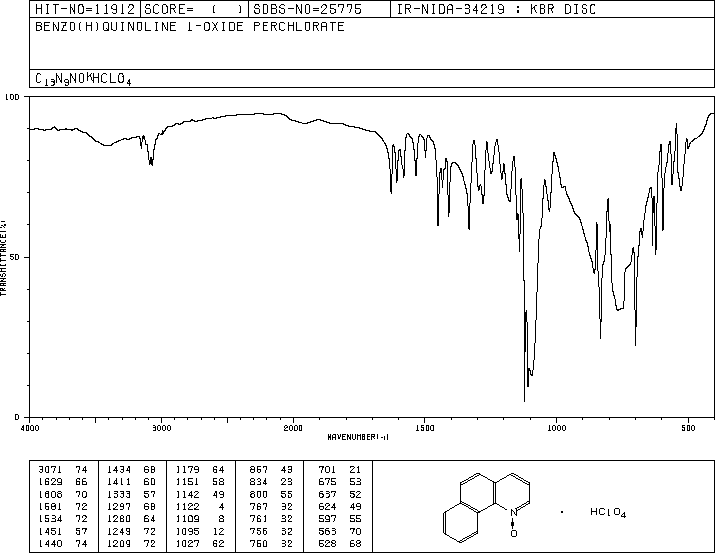 HIT-NO=11912 SCORE= ( ) SDBS-NO=25775 IR-NIDA-34219 : KBR DISC
BENZO(H)QUINOLINE 1-OXIDE PERCHLORATE
C13H9NO·HCLO4
100
50
0
TRANSMITTANCE(%)
4000 3000 2000 1500 1000 500
WAVENUMBER(-1)
3071 74 1434 68 1179 64 857 43 701 21
1629 66 1411 60 1151 58 834 23 675 53
1608 70 1333 57 1142 49 800 55 637 52
1581 72 1297 68 1122 4 767 32 624 49
1534 72 1280 64 1109 8 761 32 597 55
1451 57 1249 72 1095 12 756 32 563 70
1440 74 1209 72 1027 62 750 32 528 68
N
O
· HClO4